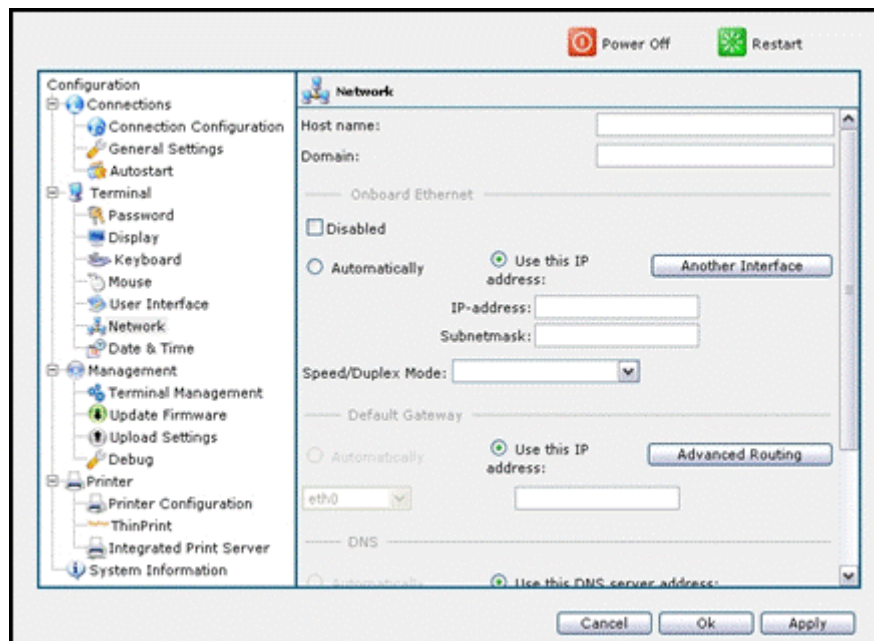 Power Off
Restart
Configuration
Connections
Connection Configuration
General Settings
Autostart
Terminal
Password
Display
Keyboard
Mouse
User Interface
Network
Date & Time
Management
Terminal Management
Update Firmware
Upload Settings
Debug
Printer
Printer Configuration
ThinPrint
Integrated Print Server
System Information
Network
Host name:
Domain:
Onboard Ethernet
Disabled
Automatically
Use this IP
address:
Another Interface
IP-address:
Subnetmask:
Speed/Duplex Mode:
Default Gateway
Automatically
Use this IP
address:
Advanced Routing
eth0
DNS
Automatically
Use this DNS server address:
Cancel
Ok
Apply